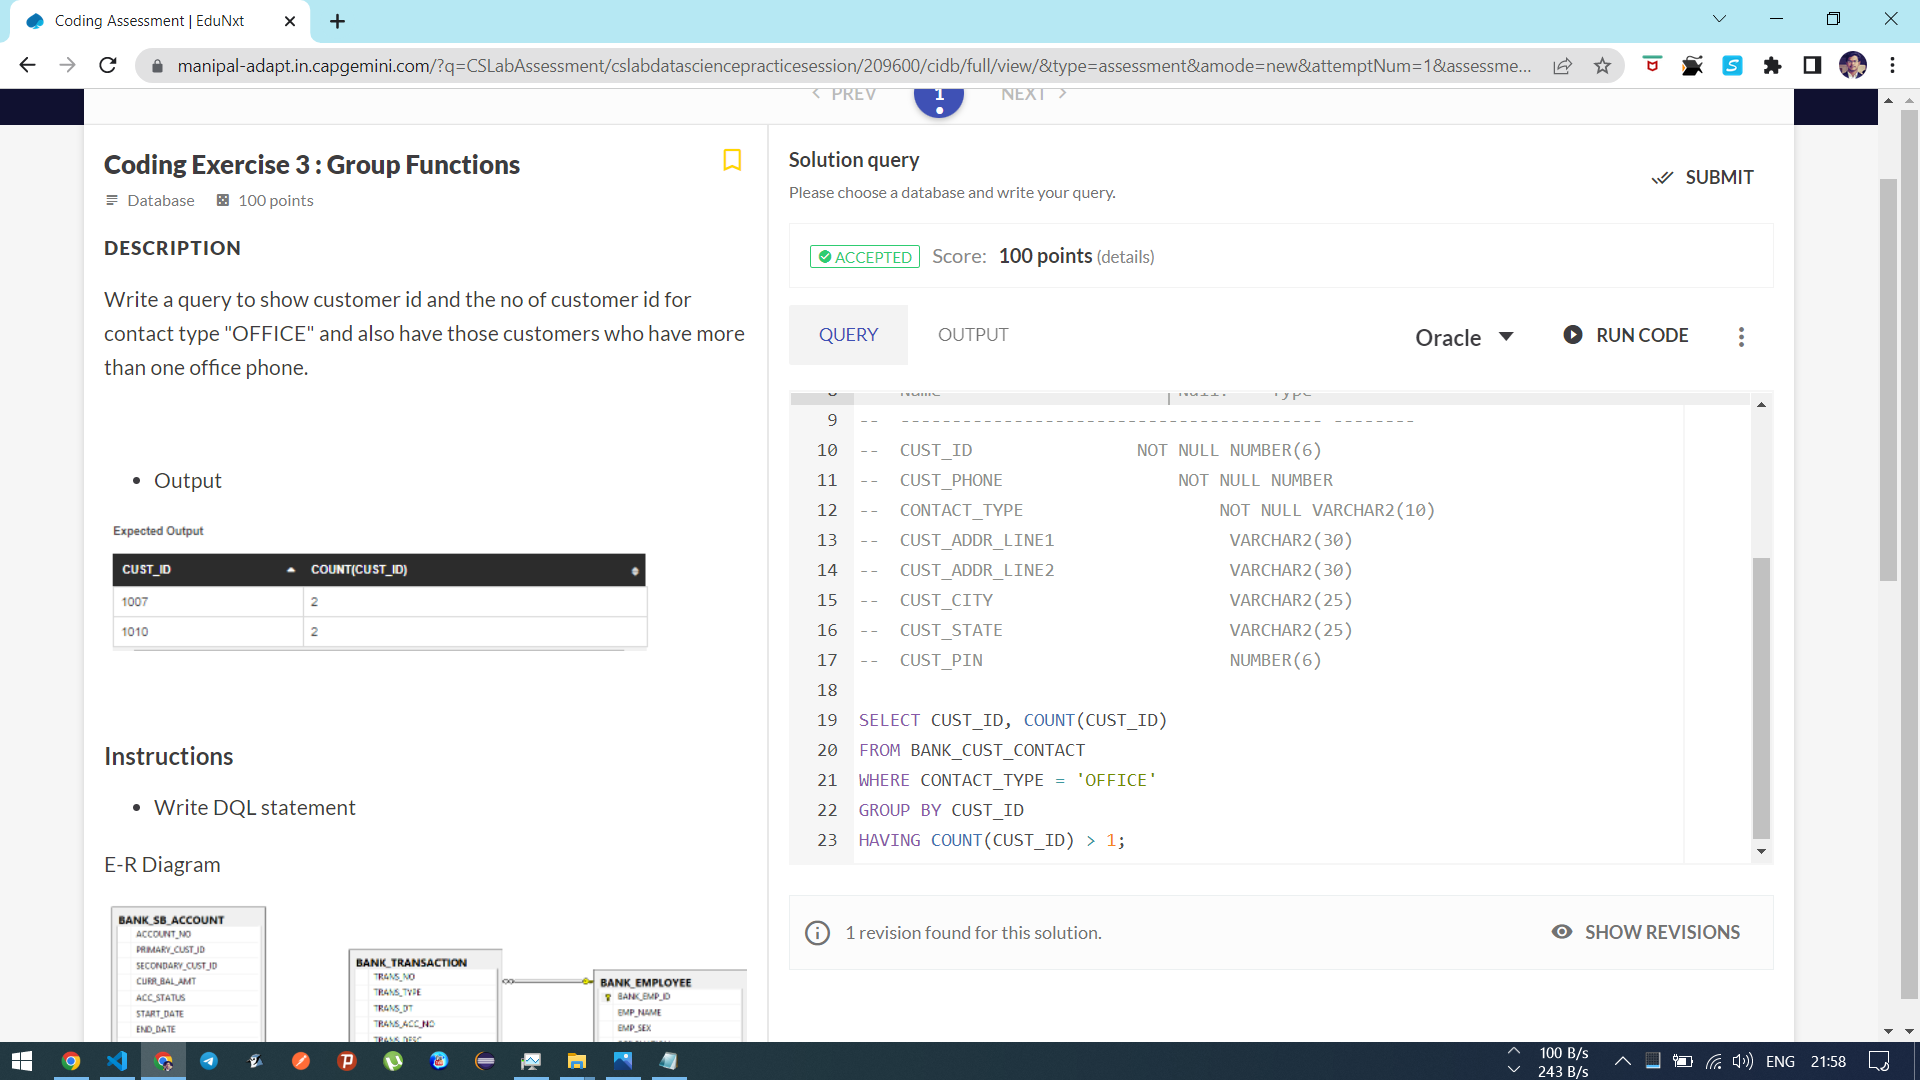 Coding Assessment | EduNxt
manipal-adapt.in.capgemini.com/?q=CSLabAssessment/cslabdatasciencepracticesession/209600/cidb/full/view/&type=assessment&amode=new&attemptNum=1&assessme...
PREV
1
NEXT
Coding Exercise 3 : Group Functions
Database 100 points
DESCRIPTION
Write a query to show customer id and the no of customer id for
contact type "OFFICE" and also have those customers who have more
than one office phone.
• Output
Expected Output
CUST_ID COUNT(CUST_ID)
1007 2
1010 2
Instructions
• Write DQL statement
E-R Diagram
BANK_SB_ACCOUNT
ACCOUNT_NO
PRIMARY_CUST_ID
SECONDARY_CUST_ID
CURR_BAL_AMT
ACC_STATUS
START_DATE
END_DATE
BANK_TRANSACTION
TRANS_NO
TRANS_TYPE
TRANS_DT
TRANS_ACC_NO
TRANS_DESC
BANK_EMPLOYEE
BANK_EMP_ID
EMP_NAME
EMP_SEX
Solution query
Please choose a database and write your query.
SUBMIT
ACCEPTED Score: 100 points (details)
QUERY OUTPUT Oracle RUN CODE
8 Name Null? Type
9 -- ----------------------------------------- --------
10 -- CUST_ID NOT NULL NUMBER(6)
11 -- CUST_PHONE NOT NULL NUMBER
12 -- CONTACT_TYPE NOT NULL VARCHAR2(10)
13 -- CUST_ADDR_LINE1 VARCHAR2(30)
14 -- CUST_ADDR_LINE2 VARCHAR2(30)
15 -- CUST_CITY VARCHAR2(25)
16 -- CUST_STATE VARCHAR2(25)
17 -- CUST_PIN NUMBER(6)
18
19 SELECT CUST_ID, COUNT(CUST_ID)
20 FROM BANK_CUST_CONTACT
21 WHERE CONTACT_TYPE = 'OFFICE'
22 GROUP BY CUST_ID
23 HAVING COUNT(CUST_ID) > 1;
1 revision found for this solution.
SHOW REVISIONS
100 B/s
243 B/s
ENG 21:58